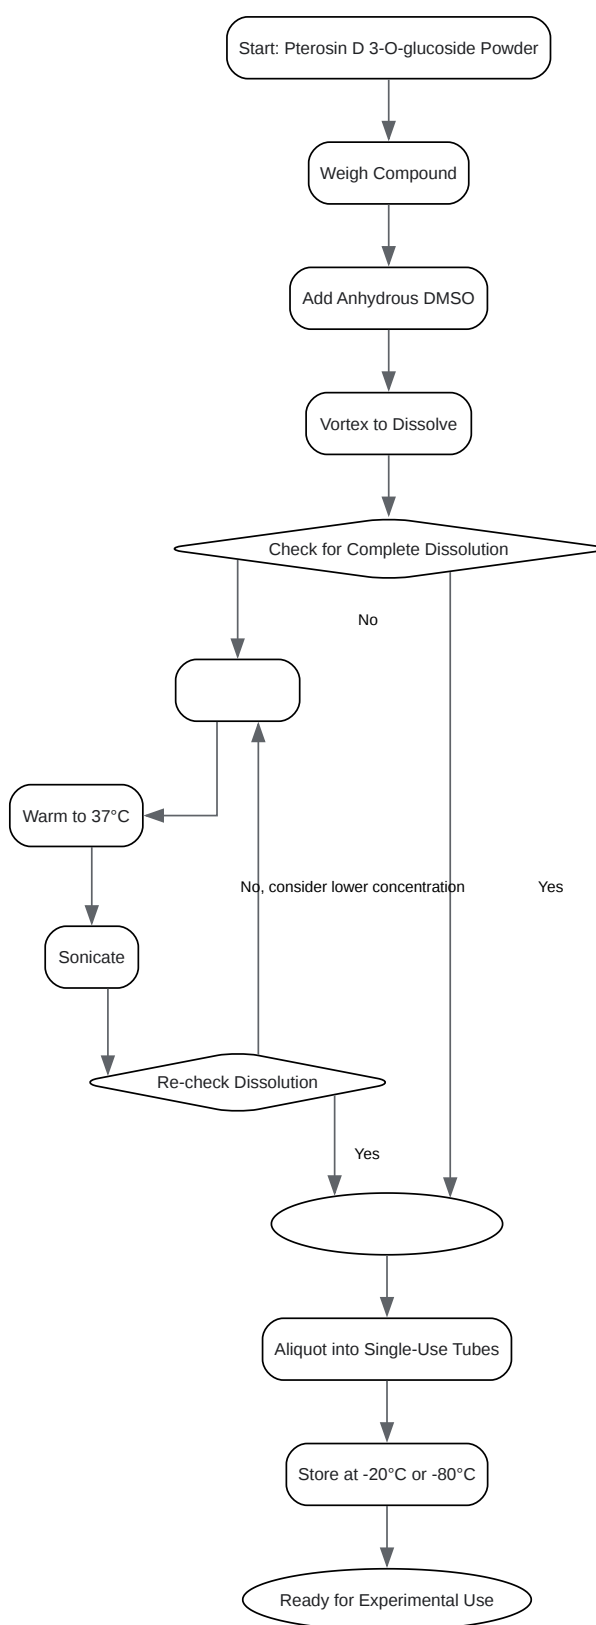 Start: Pterosin D 3-O-glucoside Powder
Weigh Compound
Add Anhydrous DMSO
Vortex to Dissolve
Check for Complete Dissolution
No
Warm to 37°C
No, consider lower concentration
Yes
Sonicate
Re-check Dissolution
Yes
Aliquot into Single-Use Tubes
Store at -20°C or -80°C
Ready for Experimental Use